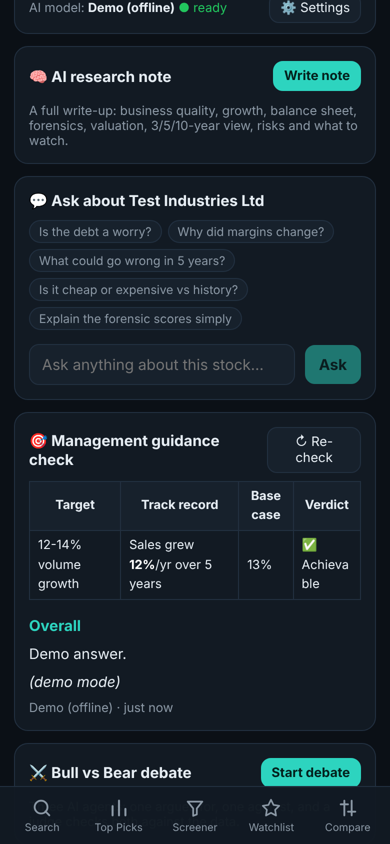 AI model: Demo (offline) ● ready
⚙️ Settings
🧠 AI research note
Write note
A full write-up: business quality, growth, balance sheet,
forensics, valuation, 3/5/10-year view, risks and what to
watch.
💬 Ask about Test Industries Ltd
Is the debt a worry?
Why did margins change?
What could go wrong in 5 years?
Is it cheap or expensive vs history?
Explain the forensic scores simply
Ask anything about this stock...
Ask
🎯 Management guidance
check
↻ Re-
check
Target
Track record
Base
case
Verdict
12-14%
volume
growth
Sales grew
12%/yr over 5
years
13%
✅
Achieva
ble
Overall
Demo answer.
(demo mode)
Demo (offline) · just now
⚔️ Bull vs Bear debate
Start debate
Search
Top Picks
Screener
Watchlist
Compare